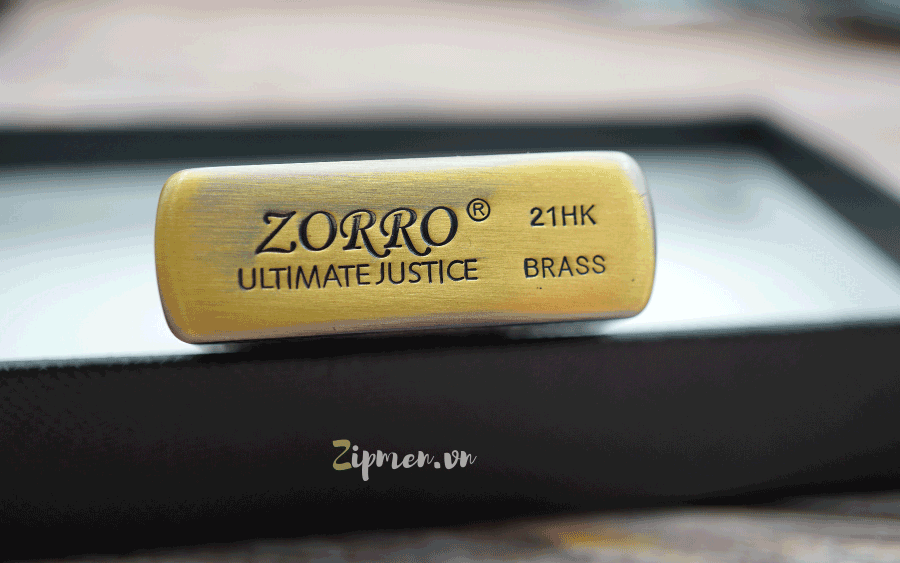 ZORRO® 21HK
ULTIMATE JUSTICE BRASS
Zipmen.vn